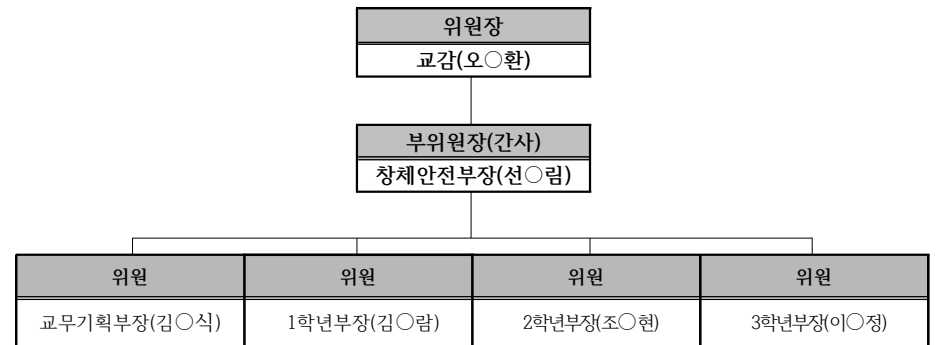 위원장
교감(오○환)
부위원장(간사)
창체안전부장(선○림)
위원 위원 위원 위원
교무기획부장(김○식) 1학년부장(김○람) 2학년부장(조○현) 3학년부장(이○정)